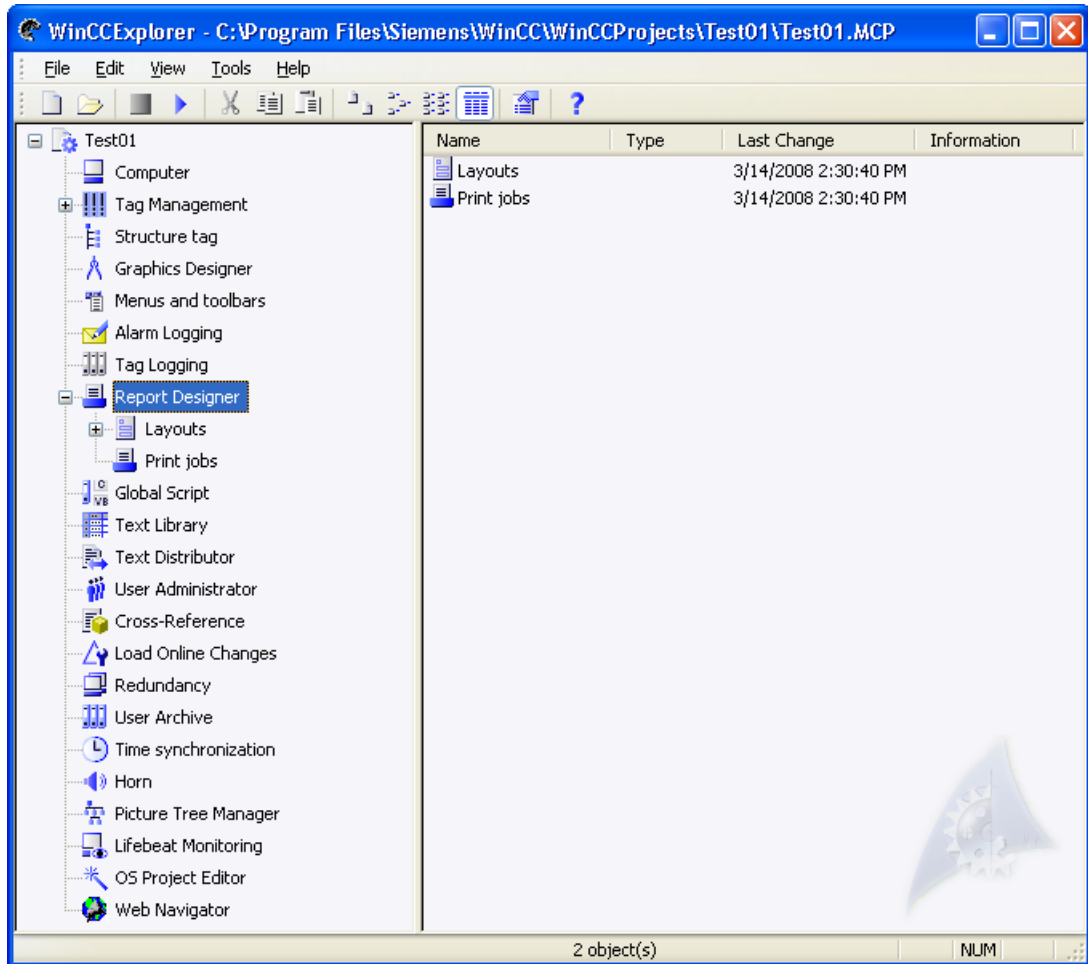 WinCCExplorer - C:\Program Files\Siemens\WinCC\WinCCProjects\Test01\Test01.MCP
File Edit View Tools Help
Test01
Computer
Tag Management
Structure tag
Graphics Designer
Menus and toolbars
Alarm Logging
Tag Logging
Report Designer
Layouts
Print jobs
Global Script
Text Library
Text Distributor
User Administrator
Cross-Reference
Load Online Changes
Redundancy
User Archive
Time synchronization
Horn
Picture Tree Manager
Lifebeat Monitoring
OS Project Editor
Web Navigator
Name Type Last Change Information
Layouts 3/14/2008 2:30:40 PM
Print jobs 3/14/2008 2:30:40 PM
2 object(s) NUM